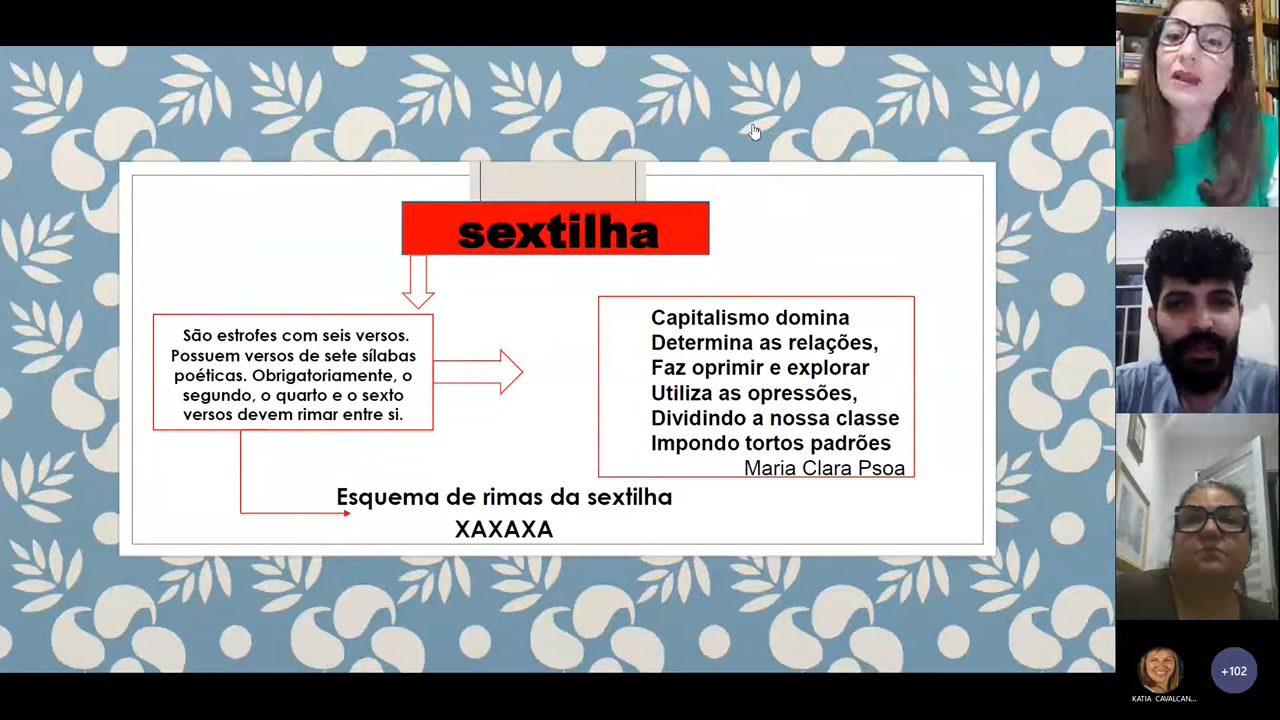 sextilha
São estrofes com seis versos.
Possuem versos de sete sílabas
poéticas. Obrigatoriamente, o
segundo, o quarto e o sexto
versos devem rimar entre si.
Capitalismo domina
Determina as relações,
Faz oprimir e explorar
Utiliza as opressões,
Dividindo a nossa classe
Impondo tortos padrões
Maria Clara Psoa
Esquema de rimas da sextilha
XAXAXA
KATIA CAVALCAN...
+102